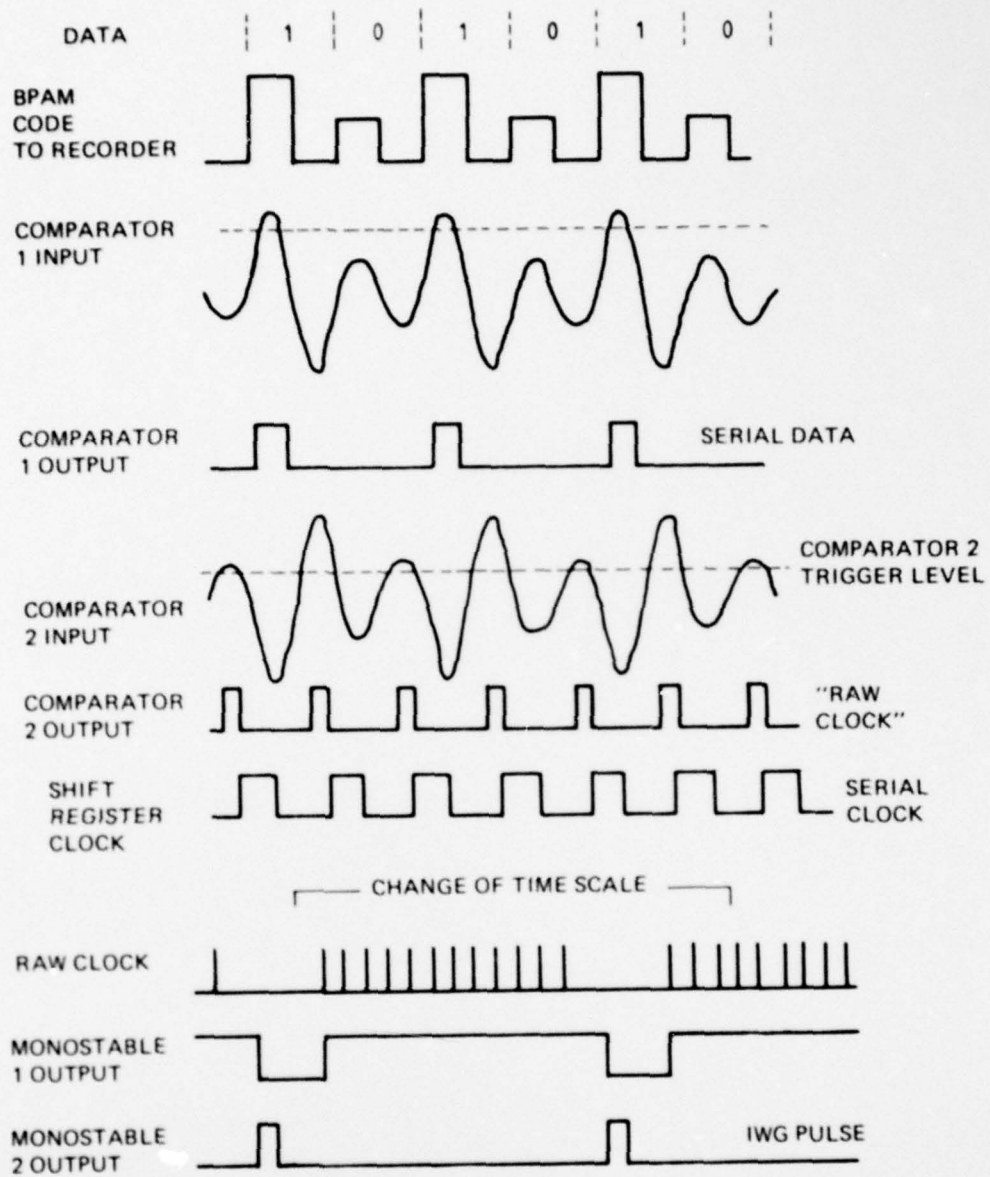 DATA 1 0 1 0 1 0
BPAM
CODE
TO RECORDER
COMPARATOR
1 INPUT
COMPARATOR
1 OUTPUT
SERIAL DATA
COMPARATOR 2
TRIGGER LEVEL
COMPARATOR
2 INPUT
COMPARATOR
2 OUTPUT
"RAW
CLOCK"
SHIFT
REGISTER
CLOCK
SERIAL
CLOCK
CHANGE OF TIME SCALE
RAW CLOCK
MONOSTABLE
1 OUTPUT
MONOSTABLE
2 OUTPUT
IWG PULSE